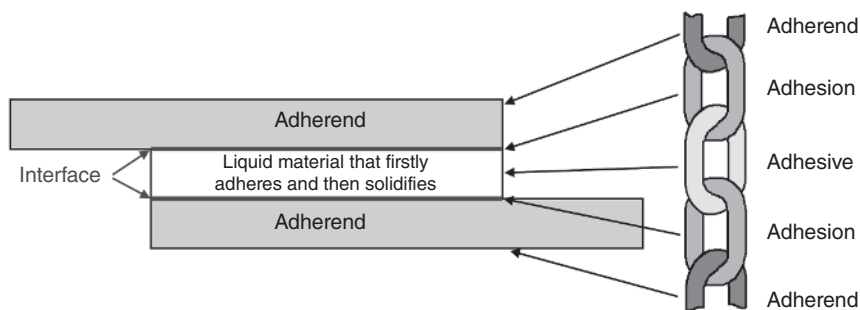 Adherend
Adhesion
Adherend
Interface
Liquid material that firstly
adheres and then solidifies
Adhesive
Adherend
Adhesion
Adherend